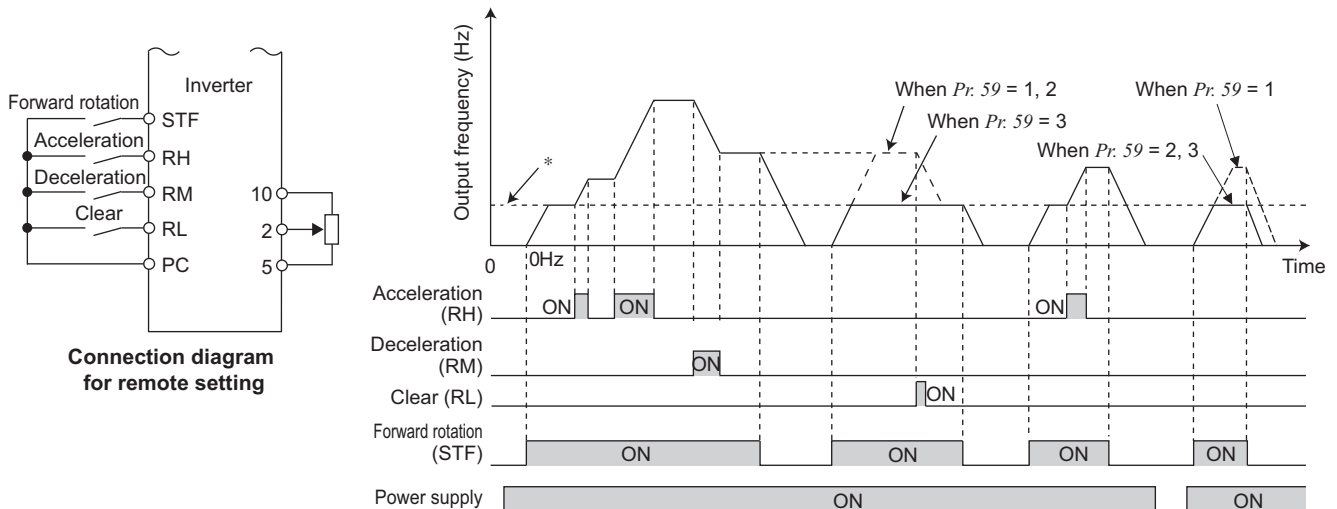 Inverter
Forward rotation
STF
Acceleration
RH
Deceleration
RM
Clear
RL
PC
10
2
5
Connection diagram
for remote setting
Output frequency (Hz)
*
When Pr. 59 = 1, 2
When Pr. 59 = 3
When Pr. 59 = 1
When Pr. 59 = 2, 3
0
0Hz
Time
Acceleration
(RH)
ON
ON
ON
Deceleration
(RM)
ON
Clear (RL)
ON
Forward rotation
(STF)
ON
ON
ON
ON
Power supply
ON
ON